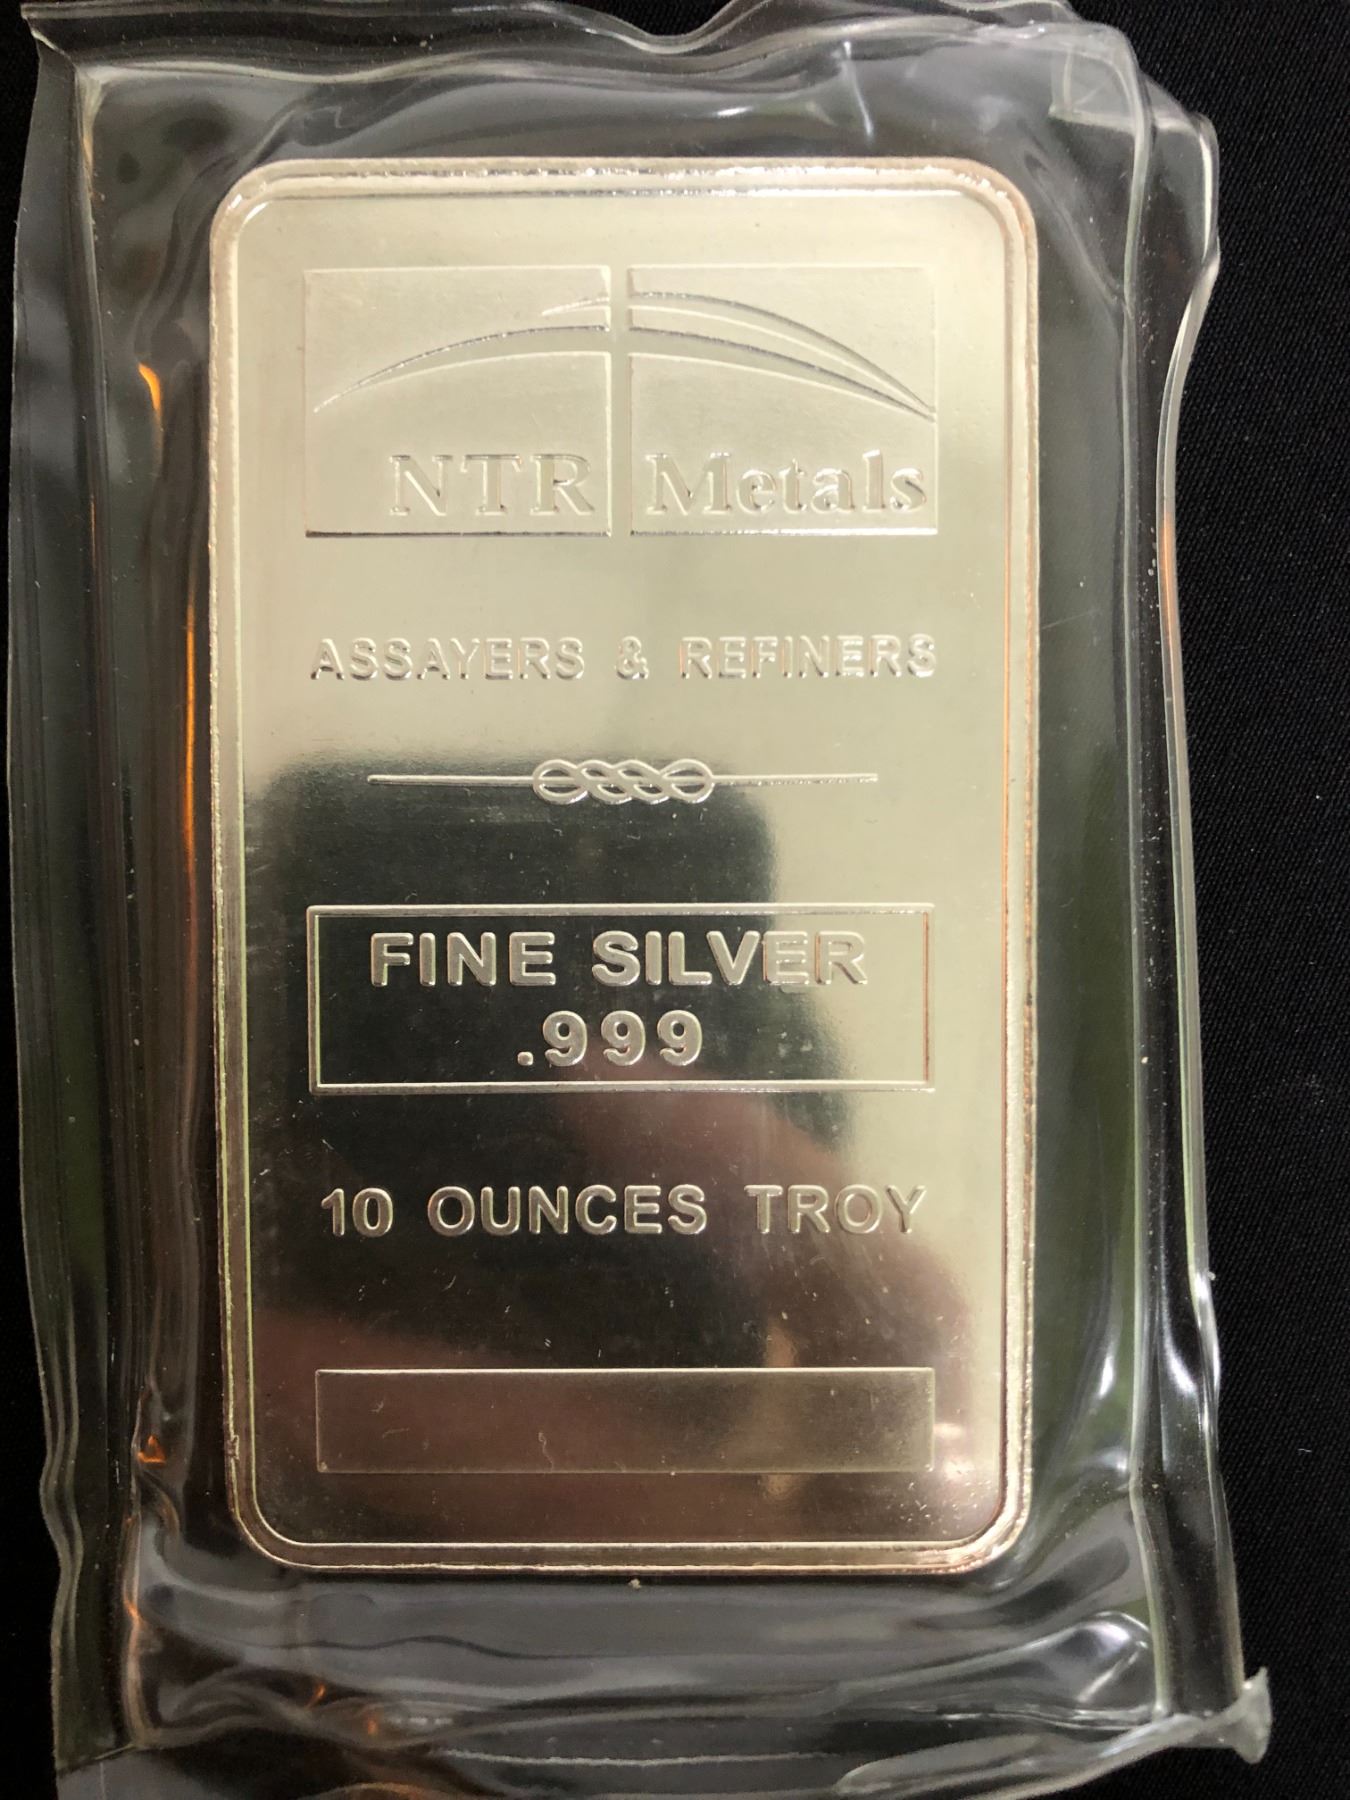 NTR Metals
ASSAYERS & REFINERS
FINE SILVER
.999
10 OUNCES TROY